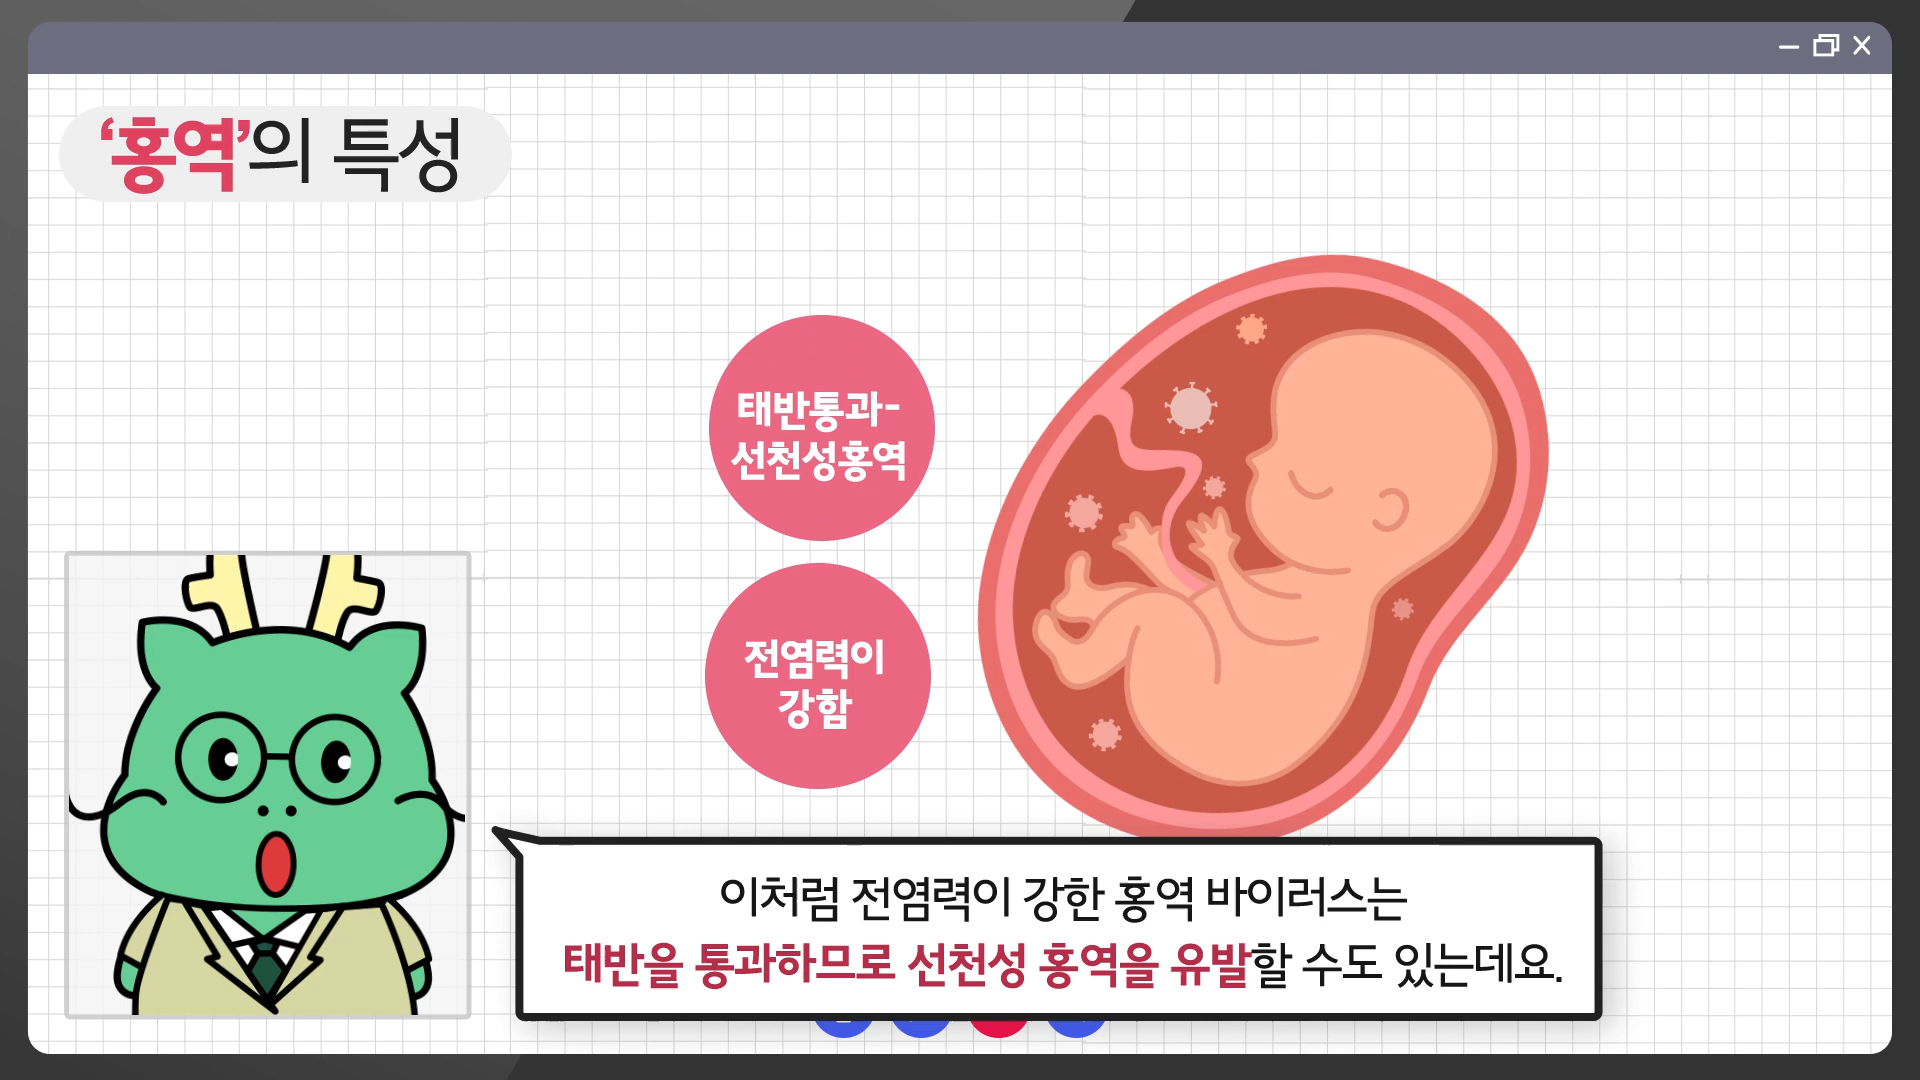 ‘홍역’의 특성
태반통과-
선천성홍역
전염력이
강함
이처럼 전염력이 강한 홍역 바이러스는
태반을 통과하므로 선천성 홍역을 유발할 수도 있는데요.